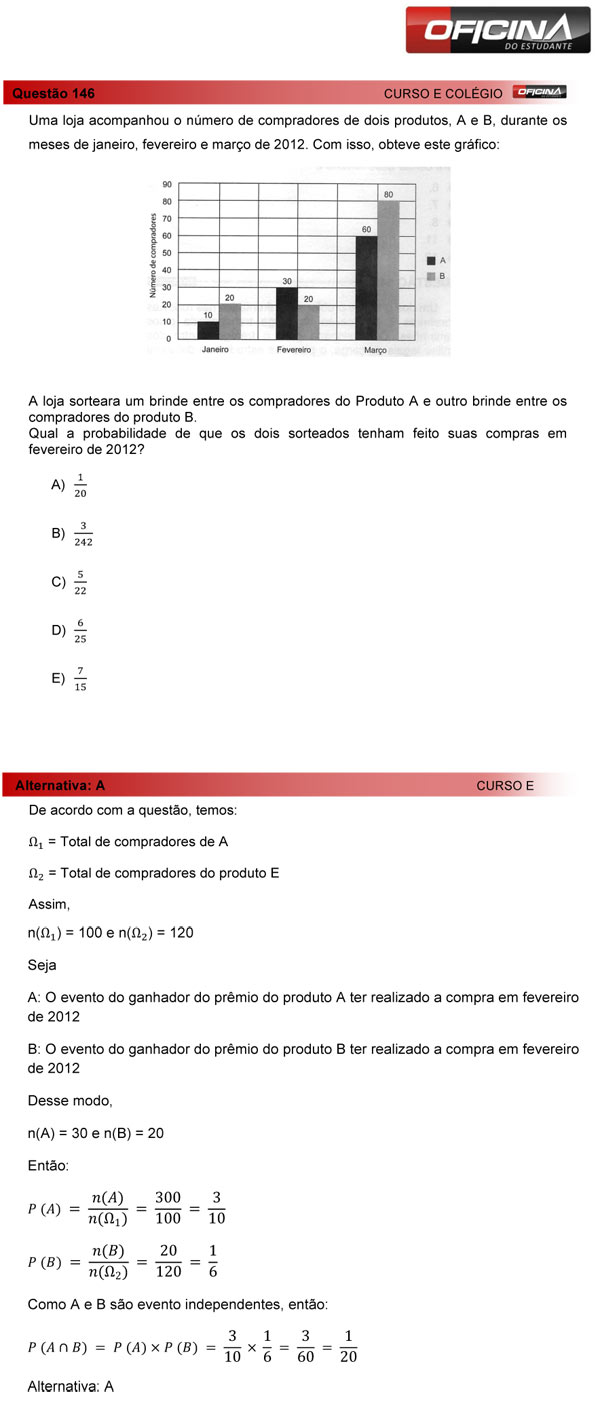 OFICINA
DO ESTUDANTE
Questão 146
CURSO E COLÉGIO OFICINA
Uma loja acompanhou o número de compradores de dois produtos, A e B, durante os
meses de janeiro, fevereiro e março de 2012. Com isso, obteve este gráfico:
Número de compradores
90
80
70
60
50
40
30
20
10
0
10
20
30
20
60
80
Janeiro
Fevereiro
Março
A
B
A loja sorteara um brinde entre os compradores do Produto A e outro brinde entre os
compradores do produto B.
Qual a probabilidade de que os dois sorteados tenham feito suas compras em
fevereiro de 2012?
A) 1/20
B) 3/242
C) 5/22
D) 6/25
E) 7/15
Alternativa: A
CURSO E
De acordo com a questão, temos:
Ω₁ = Total de compradores de A
Ω₂ = Total de compradores do produto E
Assim,
n(Ω₁) = 100 e n(Ω₂) = 120
Seja
A: O evento do ganhador do prêmio do produto A ter realizado a compra em fevereiro
de 2012
B: O evento do ganhador do prêmio do produto B ter realizado a compra em fevereiro
de 2012
Desse modo,
n(A) = 30 e n(B) = 20
Então:
P (A) = n(A)/n(Ω₁) = 300/100 = 3/10
P (B) = n(B)/n(Ω₂) = 20/120 = 1/6
Como A e B são evento independentes, então:
P (A ∩ B) = P (A) × P (B) = 3/10 × 1/6 = 3/60 = 1/20
Alternativa: A